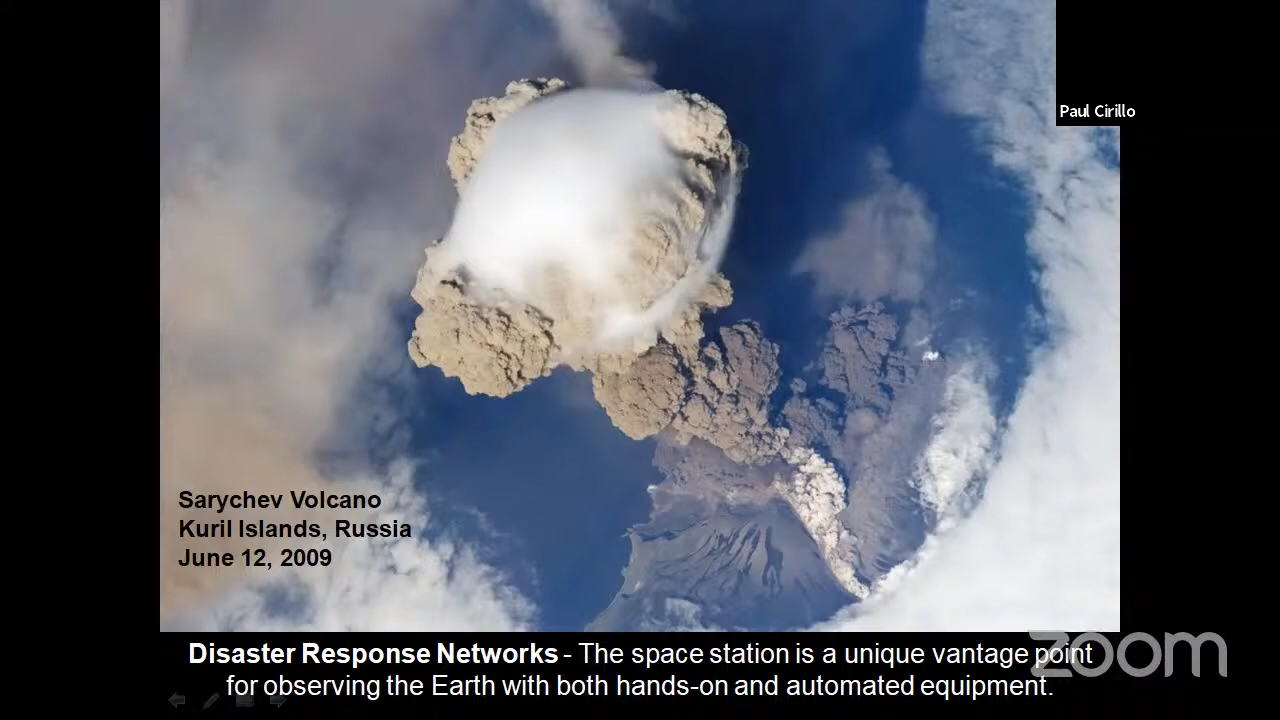 Paul Cirillo
Sarychev Volcano
Kuril Islands, Russia
June 12, 2009
Disaster Response Networks - The space station is a unique vantage point
for observing the Earth with both hands-on and automated equipment.
zoom